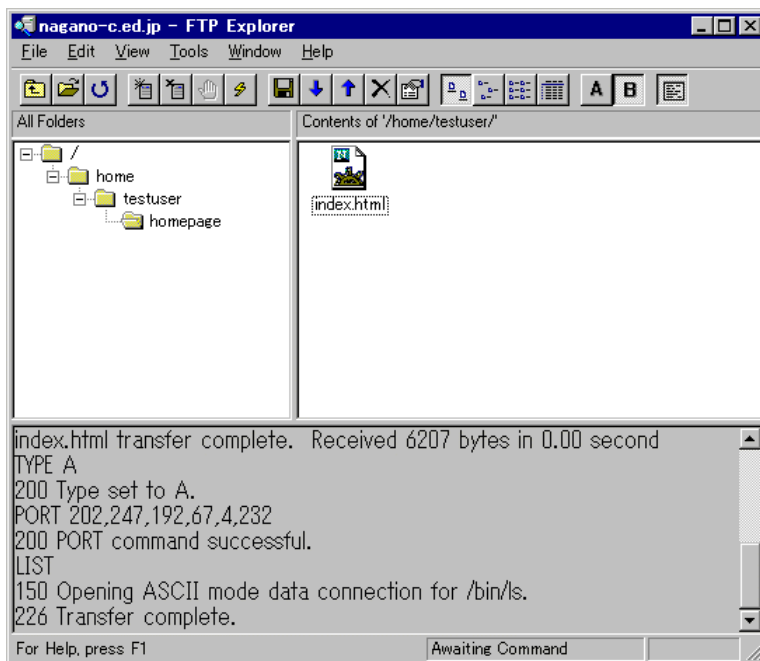 nagano-c.ed.jp - FTP Explorer
File Edit View Tools Window Help
A B
All Folders
Contents of '/home/testuser/'
/
home
testuser
homepage
index.html
index.html transfer complete.  Received 6207 bytes in 0.00 second
TYPE A
200 Type set to A.
PORT 202,247,192,67,4,232
200 PORT command successful.
LIST
150 Opening ASCII mode data connection for /bin/ls.
226 Transfer complete.
For Help, press F1
Awaiting Command